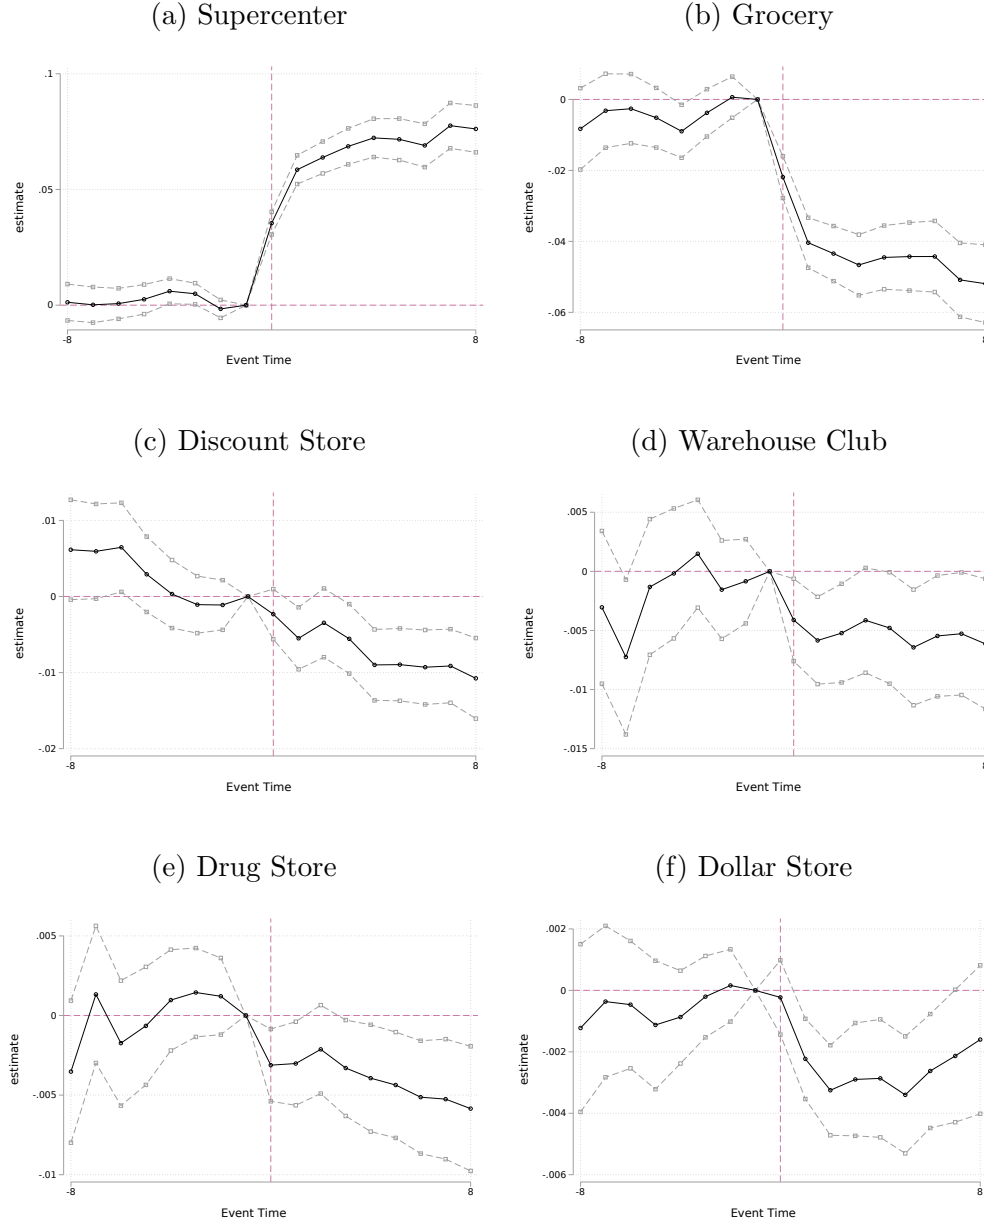 (a) Supercenter
.1
.05
0
estimate
-8
8
Event Time
(b) Grocery
0
-.02
-.04
-.06
estimate
-8
8
Event Time
(c) Discount Store
.01
0
-.01
-.02
estimate
-8
8
Event Time
(d) Warehouse Club
.005
0
-.005
-.01
-.015
estimate
-8
8
Event Time
(e) Drug Store
.005
0
-.005
-.01
estimate
-8
8
Event Time
(f) Dollar Store
.002
0
-.002
-.004
-.006
estimate
-8
8
Event Time